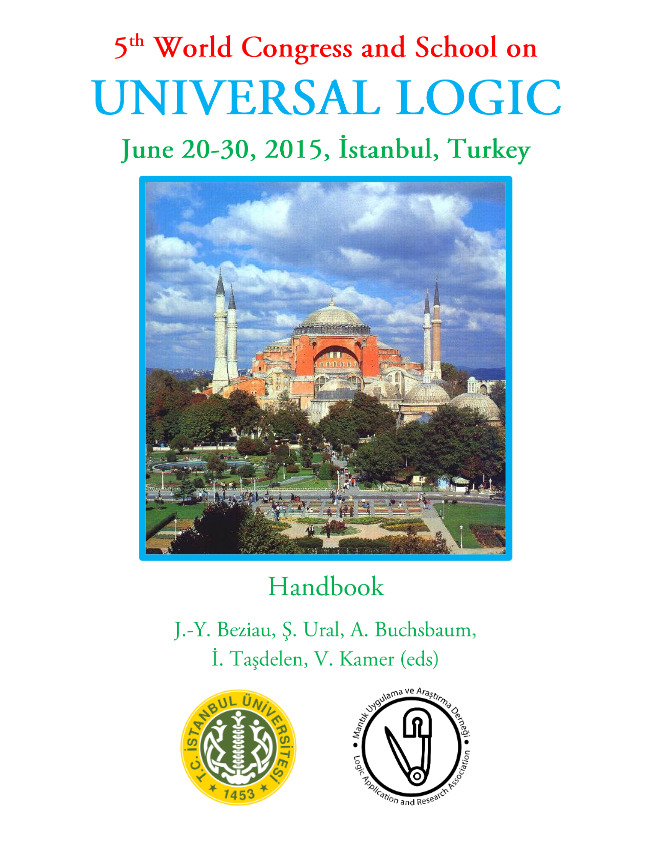 5th World Congress and School on
UNIVERSAL LOGIC
June 20-30, 2015, İstanbul, Turkey
Handbook
J.-Y. Beziau, Ş. Ural, A. Buchsbaum,
İ. Taşdelen, V. Kamer (eds)
T.C. İSTANBUL ÜNİVERSİTESİ
* 1453 *
• Mantık Uygulama ve Araştırma Derneği •
Logic Application and Research Association